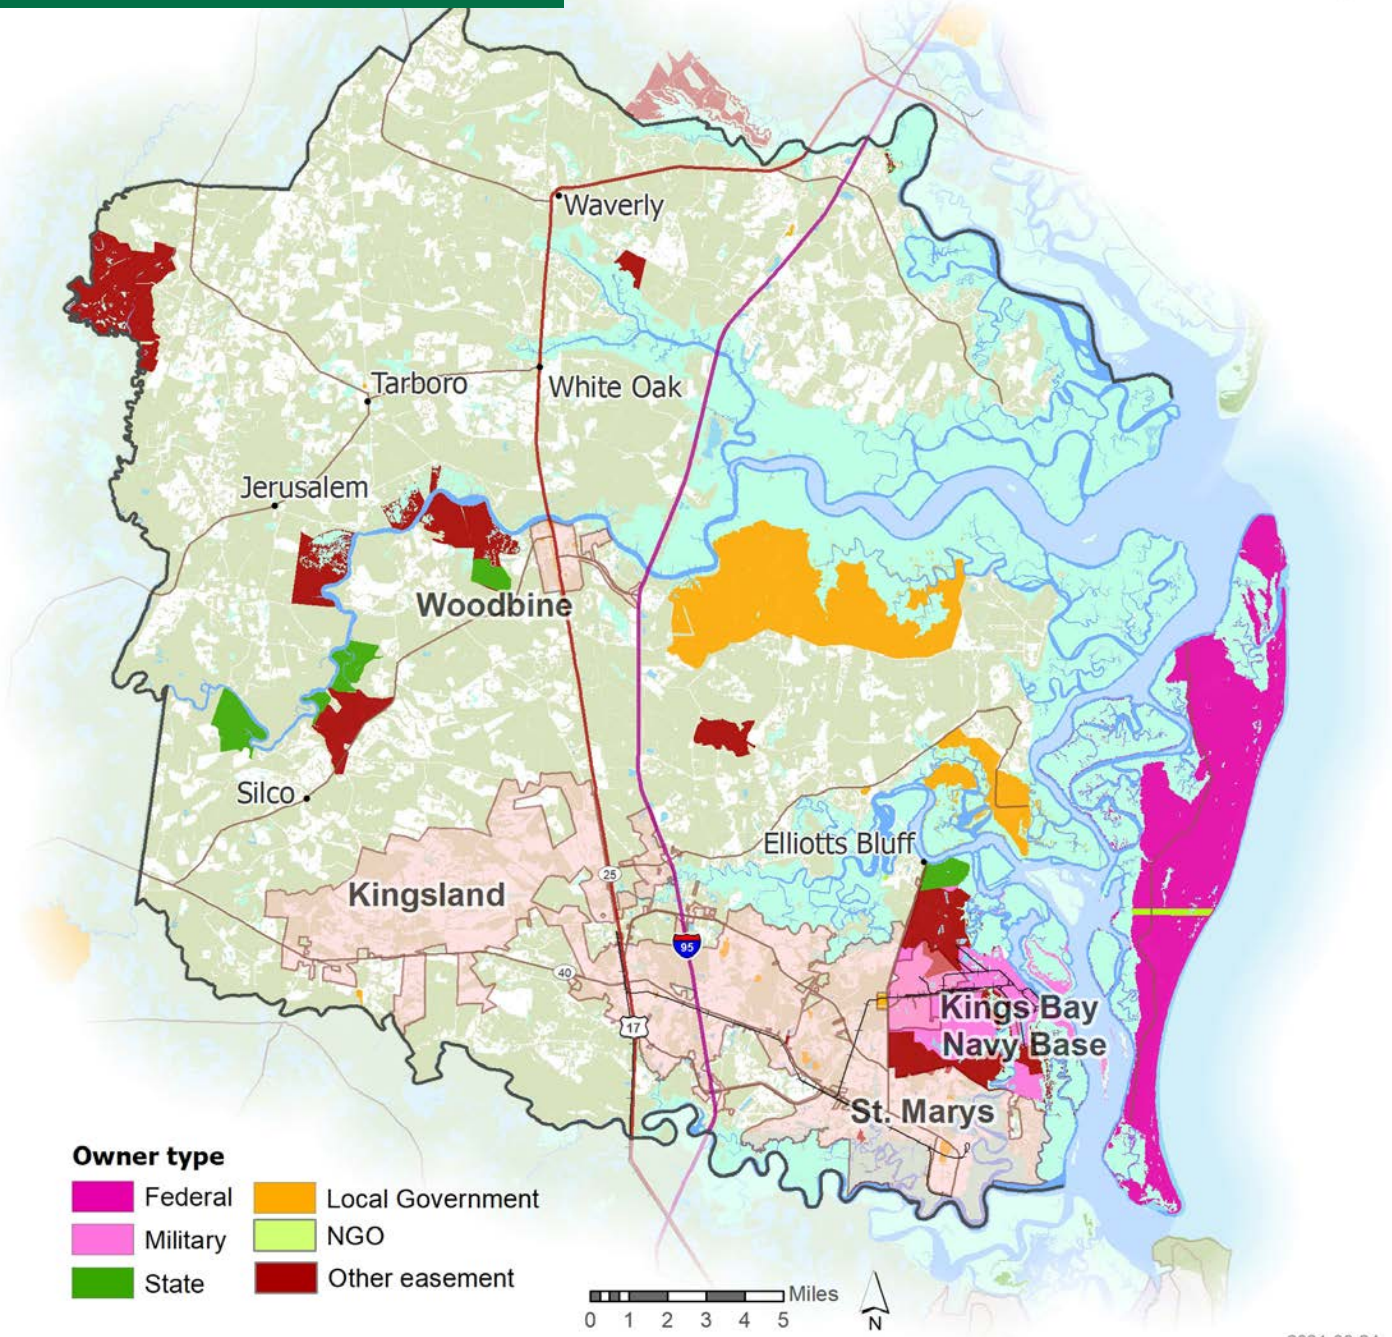 Waverly
Tarboro
White Oak
Jerusalem
Woodbine
Silco
Elliotts Bluff
Kingsland
25
95
40
17
Kings Bay
Navy Base
St. Marys
Owner type
Federal
Local Government
Military
NGO
State
Other easement
Miles
0 1 2 3 4 5
N